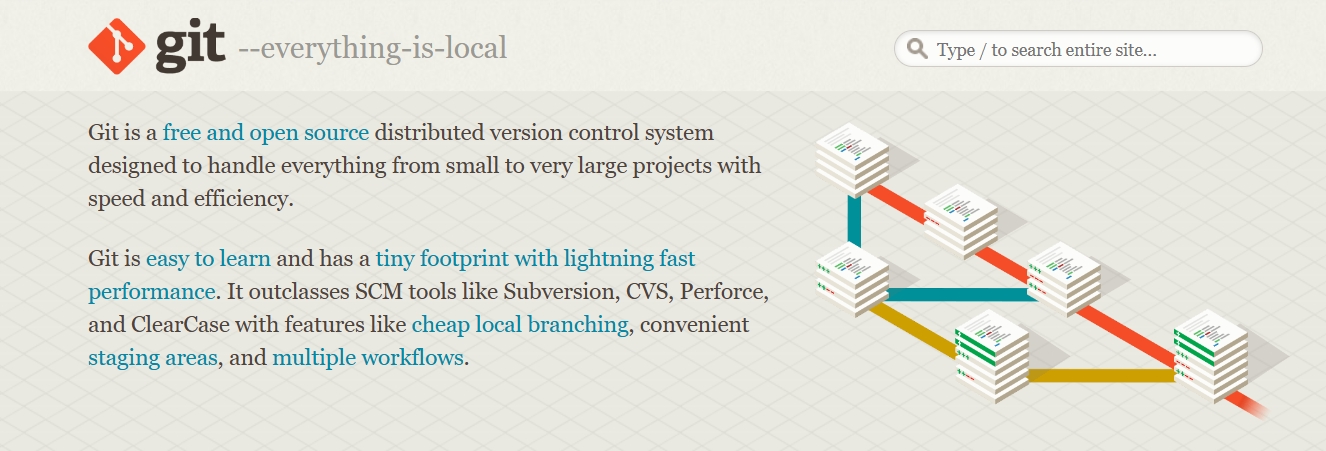 git --everything-is-local
Type / to search entire site...
Git is a free and open source distributed version control system
designed to handle everything from small to very large projects with
speed and efficiency.
Git is easy to learn and has a tiny footprint with lightning fast
performance. It outclasses SCM tools like Subversion, CVS, Perforce,
and ClearCase with features like cheap local branching, convenient
staging areas, and multiple workflows.